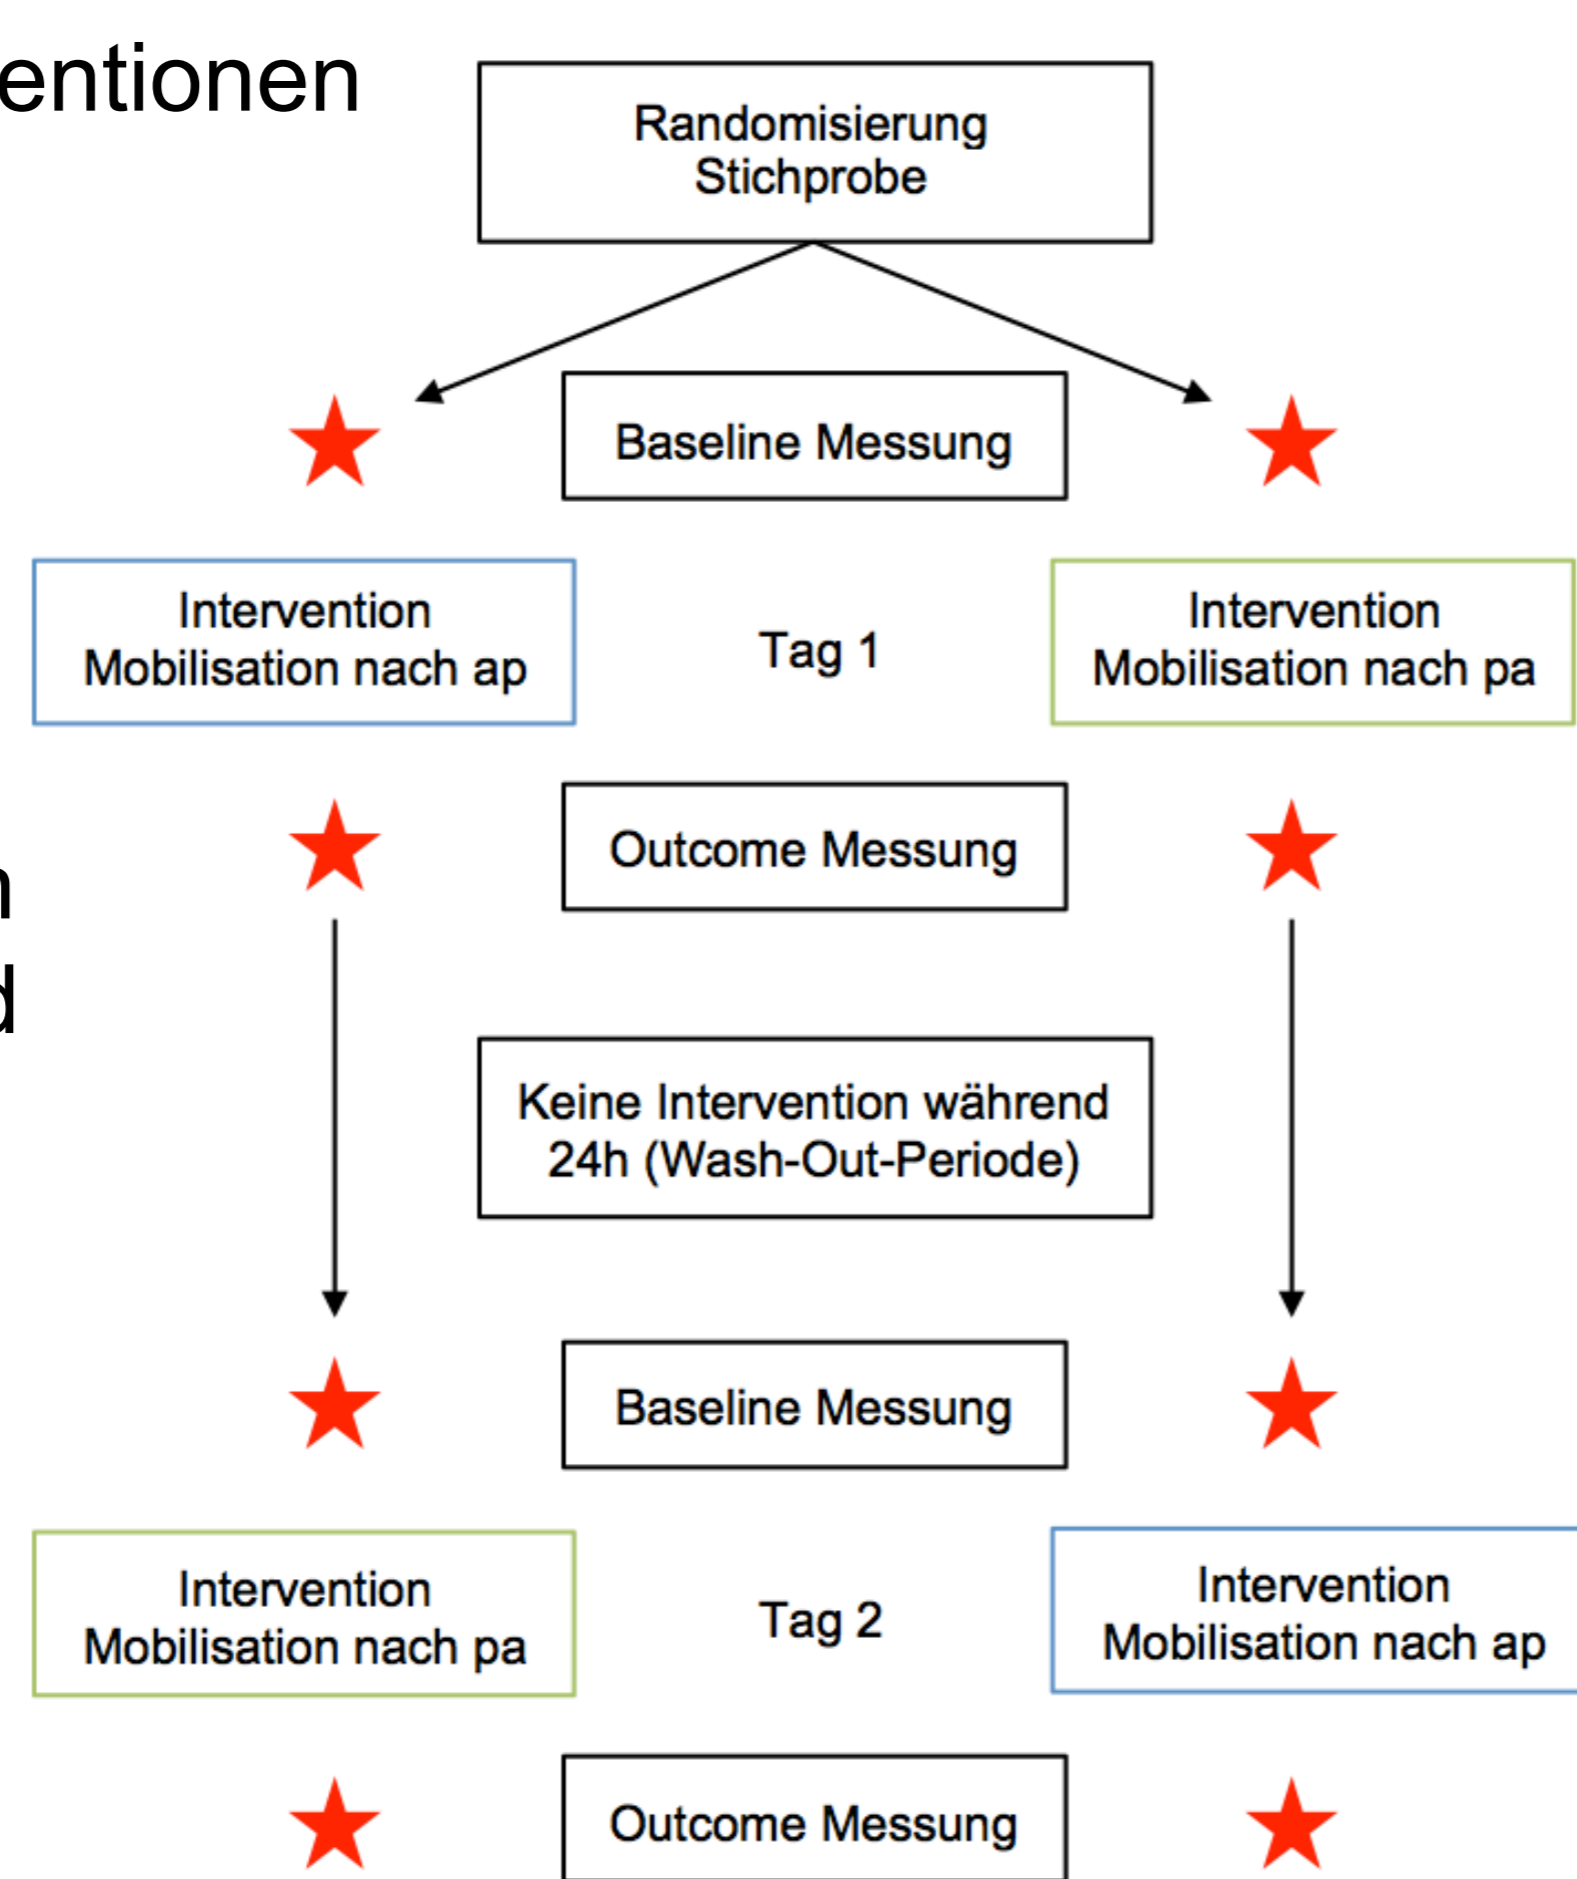 entionen
Randomisierung
Stichprobe
Baseline Messung
Intervention
Mobilisation nach ap
Tag 1
Intervention
Mobilisation nach pa
Outcome Messung
n
d
Keine Intervention während
24h (Wash-Out-Periode)
Baseline Messung
Intervention
Mobilisation nach pa
Tag 2
Intervention
Mobilisation nach ap
Outcome Messung